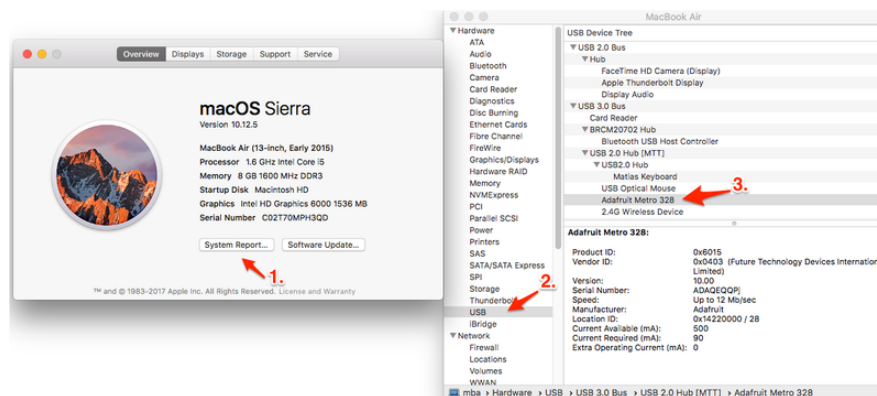 Overview Displays Storage Support Service
macOS Sierra
Version 10.12.5
MacBook Air (13-inch, Early 2015)
Processor 1.6 GHz Intel Core i5
Memory 8 GB 1600 MHz DDR3
Startup Disk Macintosh HD
Graphics Intel HD Graphics 6000 1536 MB
Serial Number C02T70MPH3QD
System Report... Software Update...
1.
™ and © 1983-2017 Apple Inc. All Rights Reserved. License and Warranty
MacBook Air
Hardware
ATA
Audio
Bluetooth
Camera
Card Reader
Diagnostics
Disc Burning
Ethernet Cards
Fibre Channel
FireWire
Graphics/Displays
Hardware RAID
Memory
NVMExpress
PCI
Parallel SCSI
Power
Printers
SAS
SATA/SATA Express
SPI
Storage
Thunderbolt
2.
USB
iBridge
Network
Firewall
Locations
Volumes
WWAN
USB Device Tree
USB 2.0 Bus
Hub
FaceTime HD Camera (Display)
Apple Thunderbolt Display
Display Audio
USB 3.0 Bus
Card Reader
BRCM20702 Hub
Bluetooth USB Host Controller
USB 2.0 Hub [MTT]
USB2.0 Hub
Matias Keyboard
USB Optical Mouse
3.
Adafruit Metro 328
2.4G Wireless Device
Adafruit Metro 328:
Product ID: 0x6015
Vendor ID: 0x0403 (Future Technology Devices Internation
Limited)
Version: 10.00
Serial Number: ADAQEQQPj
Speed: Up to 12 Mb/sec
Manufacturer: Adafruit
Location ID: 0x14220000 / 28
Current Available (mA): 500
Current Required (mA): 90
Extra Operating Current (mA): 0
mba › Hardware › USB › USB 3.0 Bus › USB 2.0 Hub [MTT] › Adafruit Metro 328